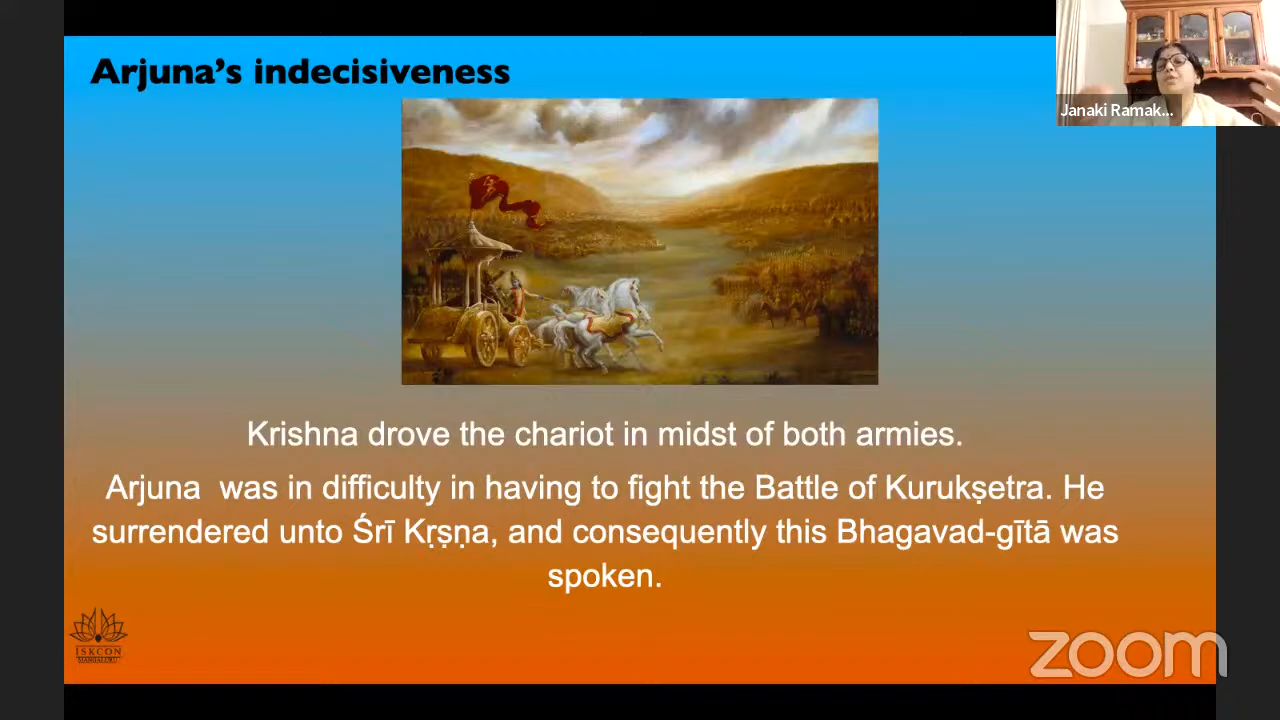 Arjuna’s indecisiveness
Janaki Ramak...
Krishna drove the chariot in midst of both armies.
Arjuna was in difficulty in having to fight the Battle of Kurukṣetra. He
surrendered unto Śrī Kṛṣṇa, and consequently this Bhagavad-gītā was
spoken.
ISKCON
MANGALURU
zoom